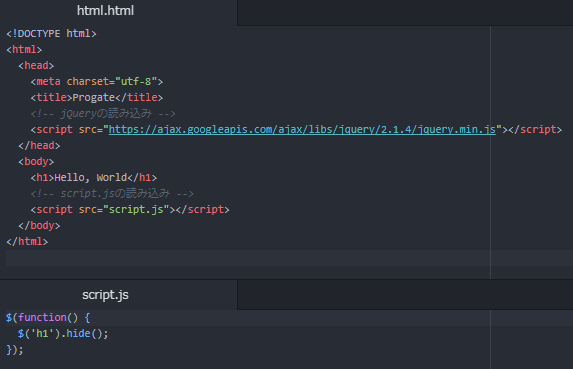 html.html
<!DOCTYPE html>
<html>
  <head>
    <meta charset="utf-8">
    <title>Progate</title>
    <!-- jQueryの読み込み -->
    <script src="https://ajax.googleapis.com/ajax/libs/jquery/2.1.4/jquery.min.js"></script>
  </head>
  <body>
    <h1>Hello, World</h1>
    <!-- script.jsの読み込み -->
    <script src="script.js"></script>
  </body>
</html>
script.js
$(function() {
  $('h1').hide();
});